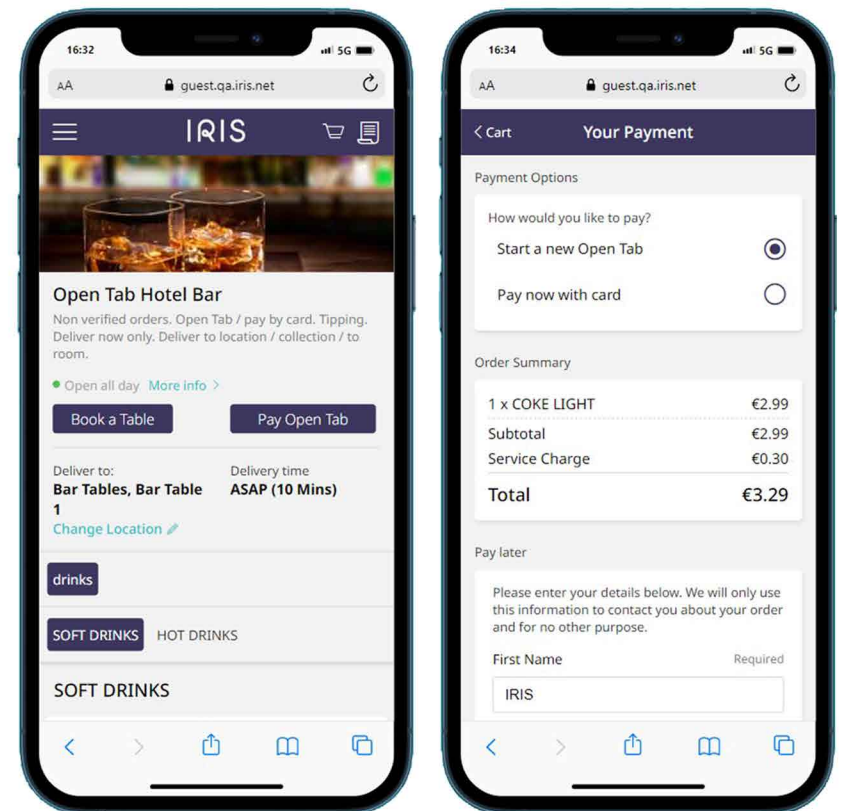 16:32
5G
AA guest.qa.iris.net
IRIS
Open Tab Hotel Bar
Non verified orders. Open Tab / pay by card. Tipping.
Deliver now only. Deliver to location / collection / to
room.
Open all day More info >
Book a Table Pay Open Tab
Deliver to: Delivery time
Bar Tables, Bar Table ASAP (10 Mins)
1
Change Location
drinks
SOFT DRINKS HOT DRINKS
SOFT DRINKS
16:34
5G
AA guest.qa.iris.net
< Cart Your Payment
Payment Options
How would you like to pay?
Start a new Open Tab
Pay now with card
Order Summary
1 x COKE LIGHT €2.99
Subtotal €2.99
Service Charge €0.30
Total €3.29
Pay later
Please enter your details below. We will only use
this information to contact you about your order
and for no other purpose.
First Name Required
IRIS